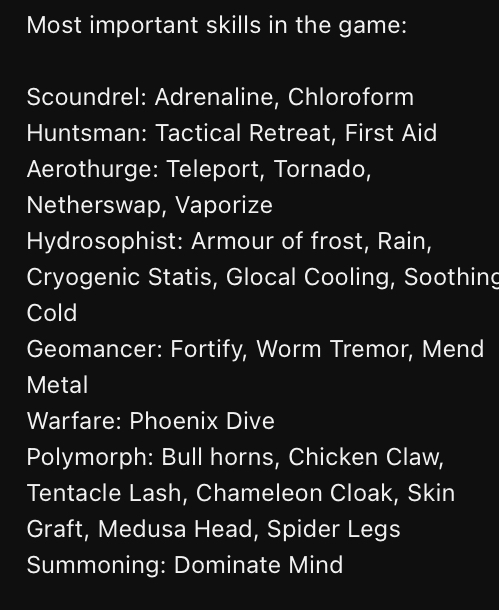 Most important skills in the game:
Scoundrel: Adrenaline, Chloroform
Huntsman: Tactical Retreat, First Aid
Aerothurge: Teleport, Tornado,
Netherswap, Vaporize
Hydrosophist: Armour of frost, Rain,
Cryogenic Statis, Glocal Cooling, Soothing
Cold
Geomancer: Fortify, Worm Tremor, Mend
Metal
Warfare: Phoenix Dive
Polymorph: Bull horns, Chicken Claw,
Tentacle Lash, Chameleon Cloak, Skin
Graft, Medusa Head, Spider Legs
Summoning: Dominate Mind